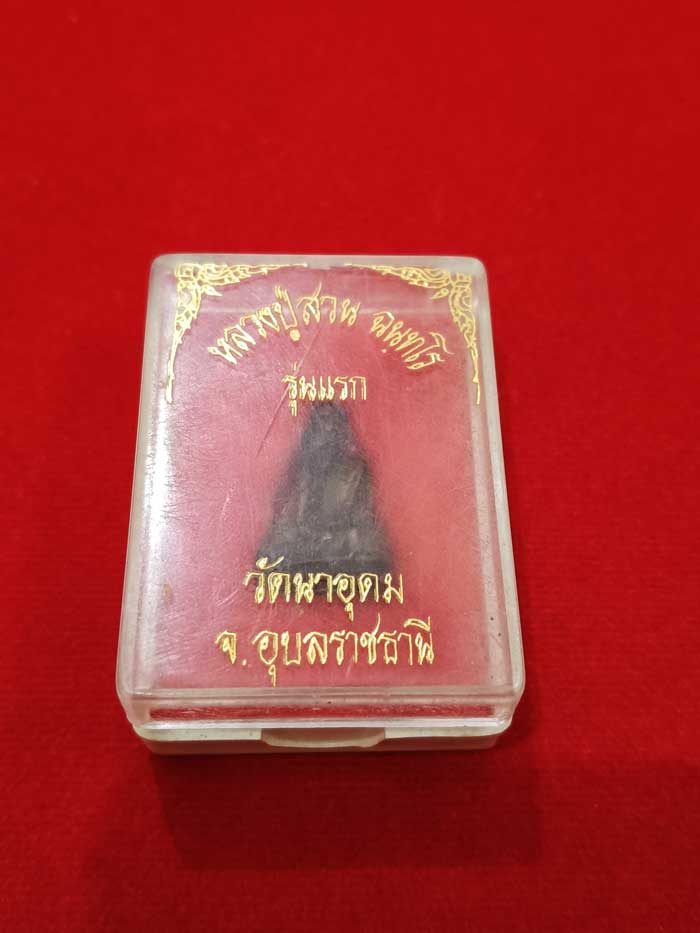 หลวงปู่สวน ฉนฺทโร
รุ่นแรก
วัดนาอุดม
จ.อุบลราชธานี